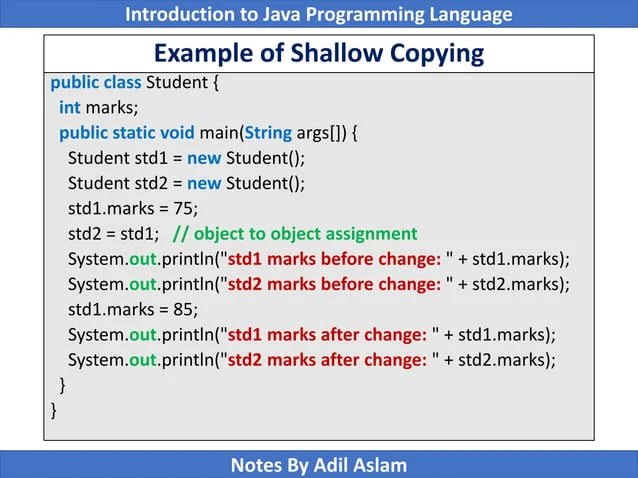 Introduction to Java Programming Language
Example of Shallow Copying
public class Student {
int marks;
public static void main(String args[]) {
Student std1 = new Student();
Student std2 = new Student();
std1.marks = 75;
std2 = std1; // object to object assignment
System.out.println("std1 marks before change: " + std1.marks);
System.out.println("std2 marks before change: " + std2.marks);
std1.marks = 85;
System.out.println("std1 marks after change: " + std1.marks);
System.out.println("std2 marks after change: " + std2.marks);
}
}
Notes By Adil Aslam